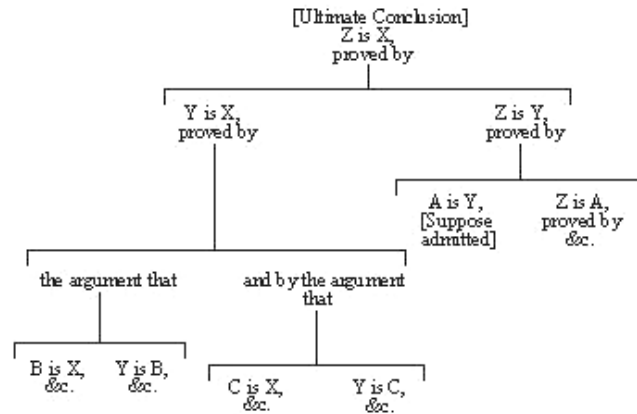 [Ultimate Conclusion]
Z is X,
proved by
Y is X,
proved by
Z is Y,
proved by
A is Y,
[Suppose
admitted]
Z is A,
proved by
&c.
the argument that
and by the argument
that
B is X,
&c.
Y is B,
&c.
C is X,
&c.
Y is C,
&c.